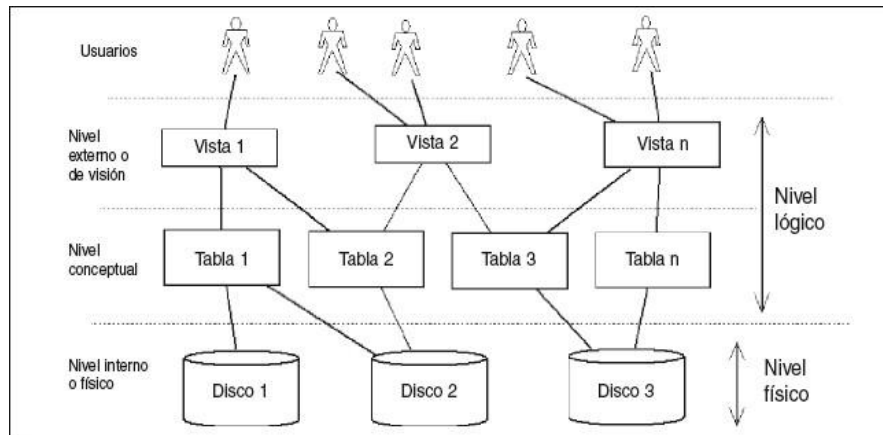 Usuarios
Nivel
externo o
de visión
Vista 1
Vista 2
Vista n
Nivel
lógico
Nivel
conceptual
Tabla 1
Tabla 2
Tabla 3
Tabla n
Nivel interno
o físico
Disco 1
Disco 2
Disco 3
Nivel
físico